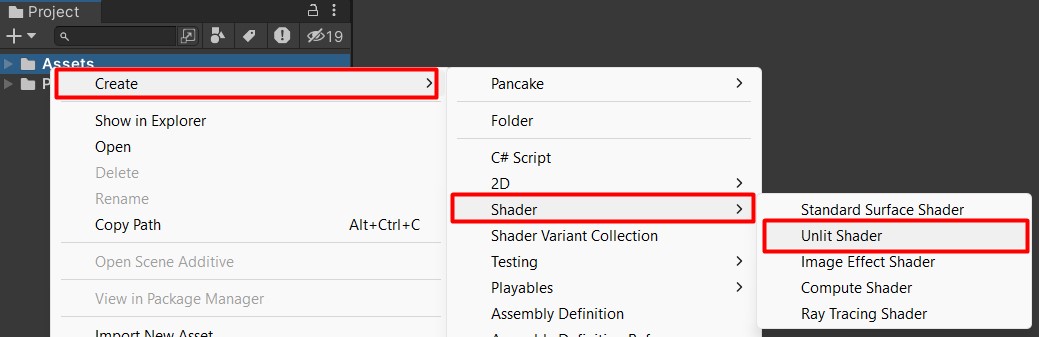 Project
19
Assets
P
Create
Show in Explorer
Open
Delete
Rename
Copy Path Alt+Ctrl+C
Open Scene Additive
View in Package Manager
Import New Asset
Pancake
Folder
C# Script
2D
Shader
Shader Variant Collection
Testing
Playables
Assembly Definition
Standard Surface Shader
Unlit Shader
Image Effect Shader
Compute Shader
Ray Tracing Shader